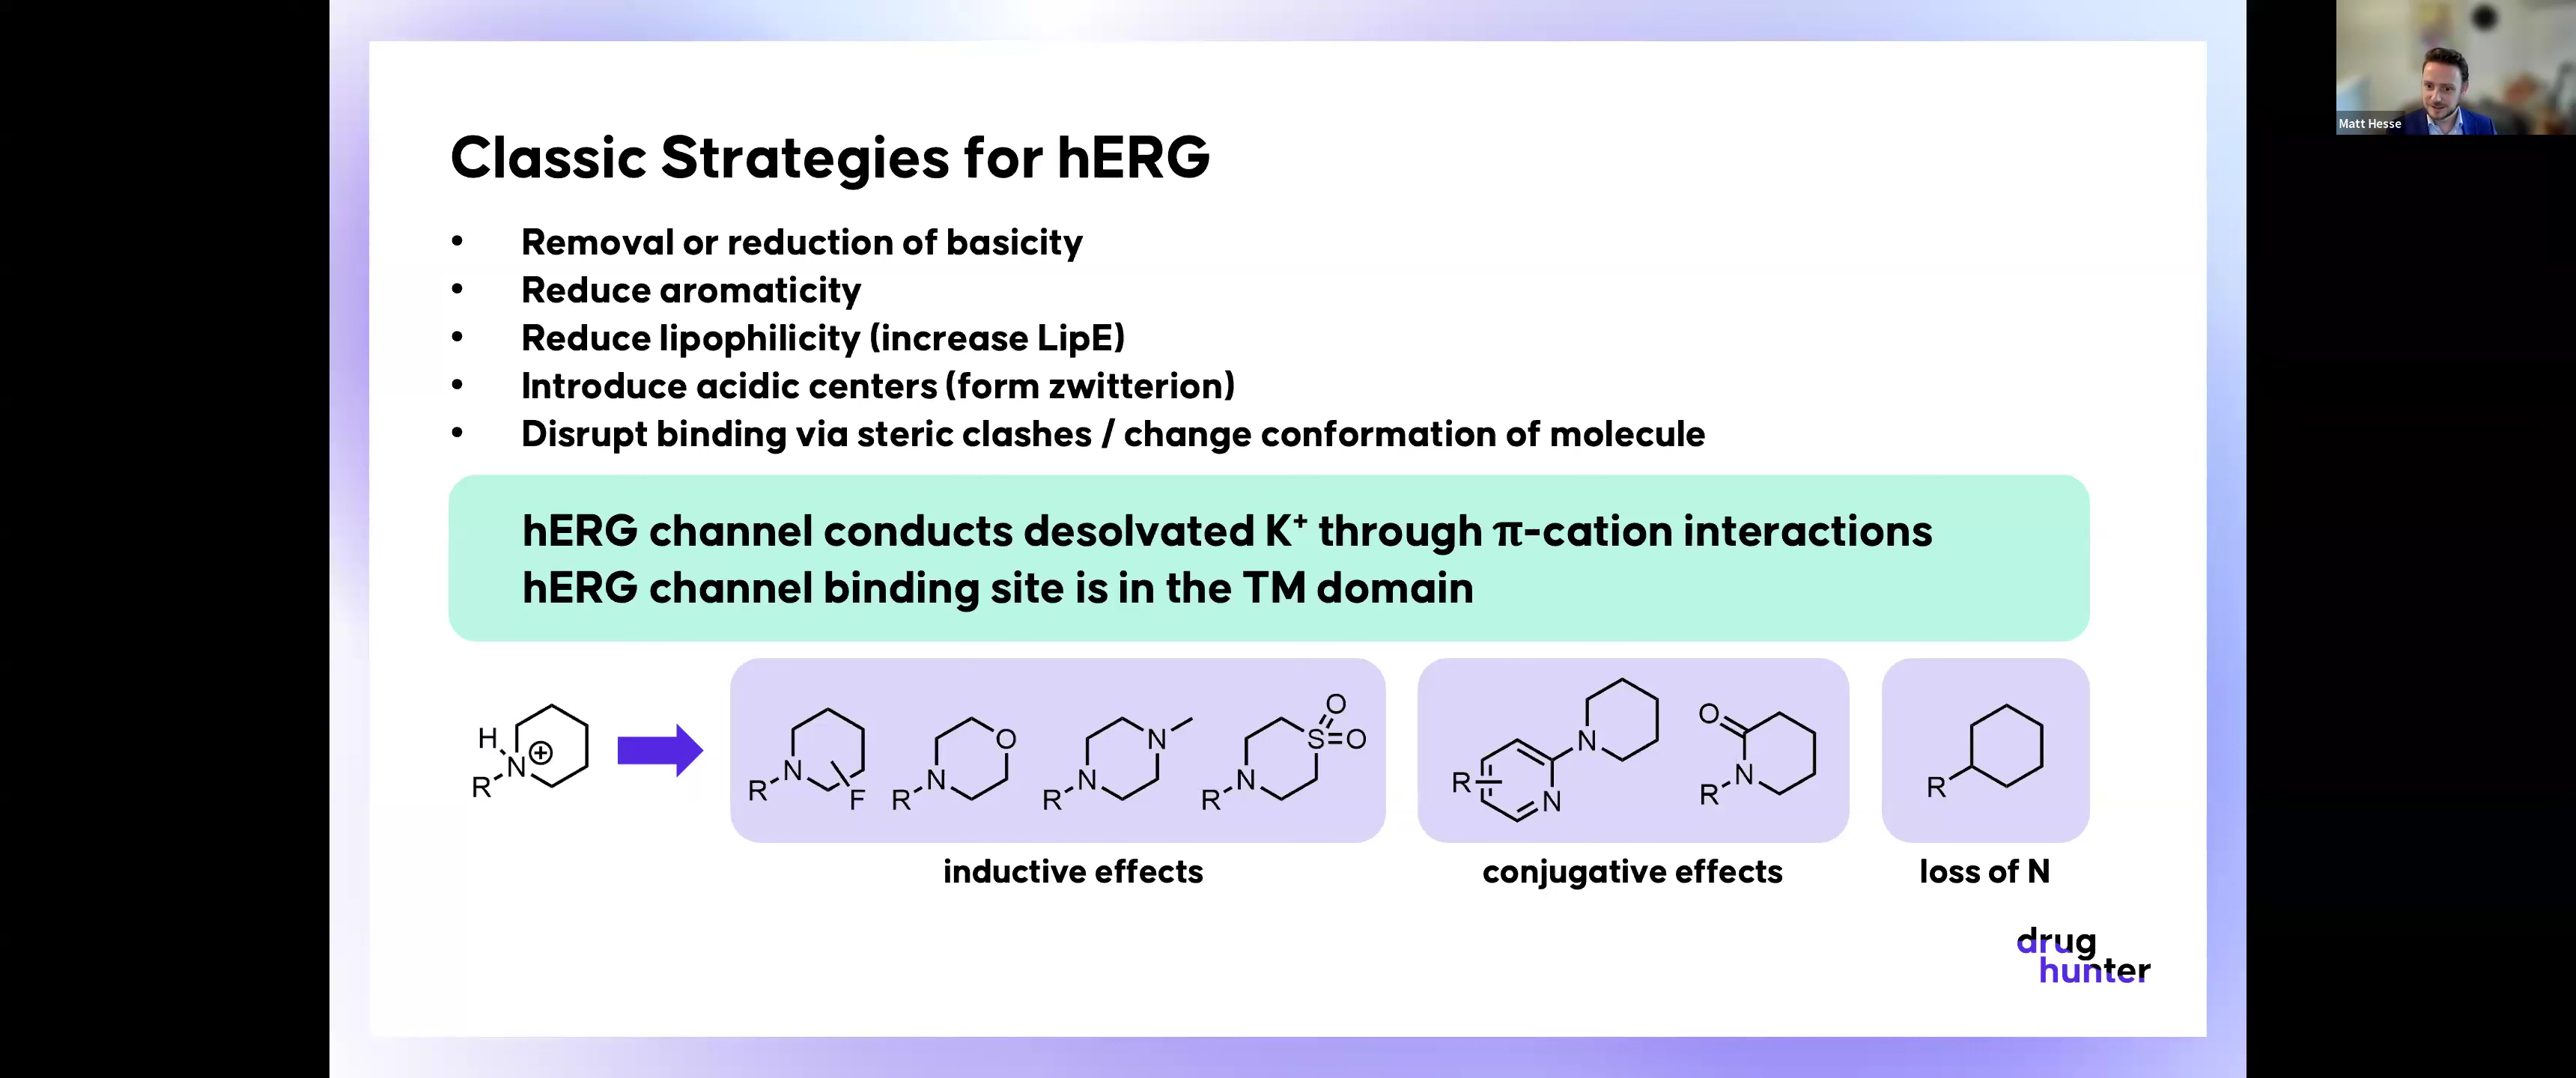 Matt Hesse
Classic Strategies for hERG
• Removal or reduction of basicity
• Reduce aromaticity
• Reduce lipophilicity (increase LipE)
• Introduce acidic centers (form zwitterion)
• Disrupt binding via steric clashes / change conformation of molecule
hERG channel conducts desolvated K⁺ through π-cation interactions
hERG channel binding site is in the TM domain
H N ⊕ R
N R F
O N R
N N R
O S O N R
N R N
O N R
R
inductive effects
conjugative effects
loss of N
drug
hunter